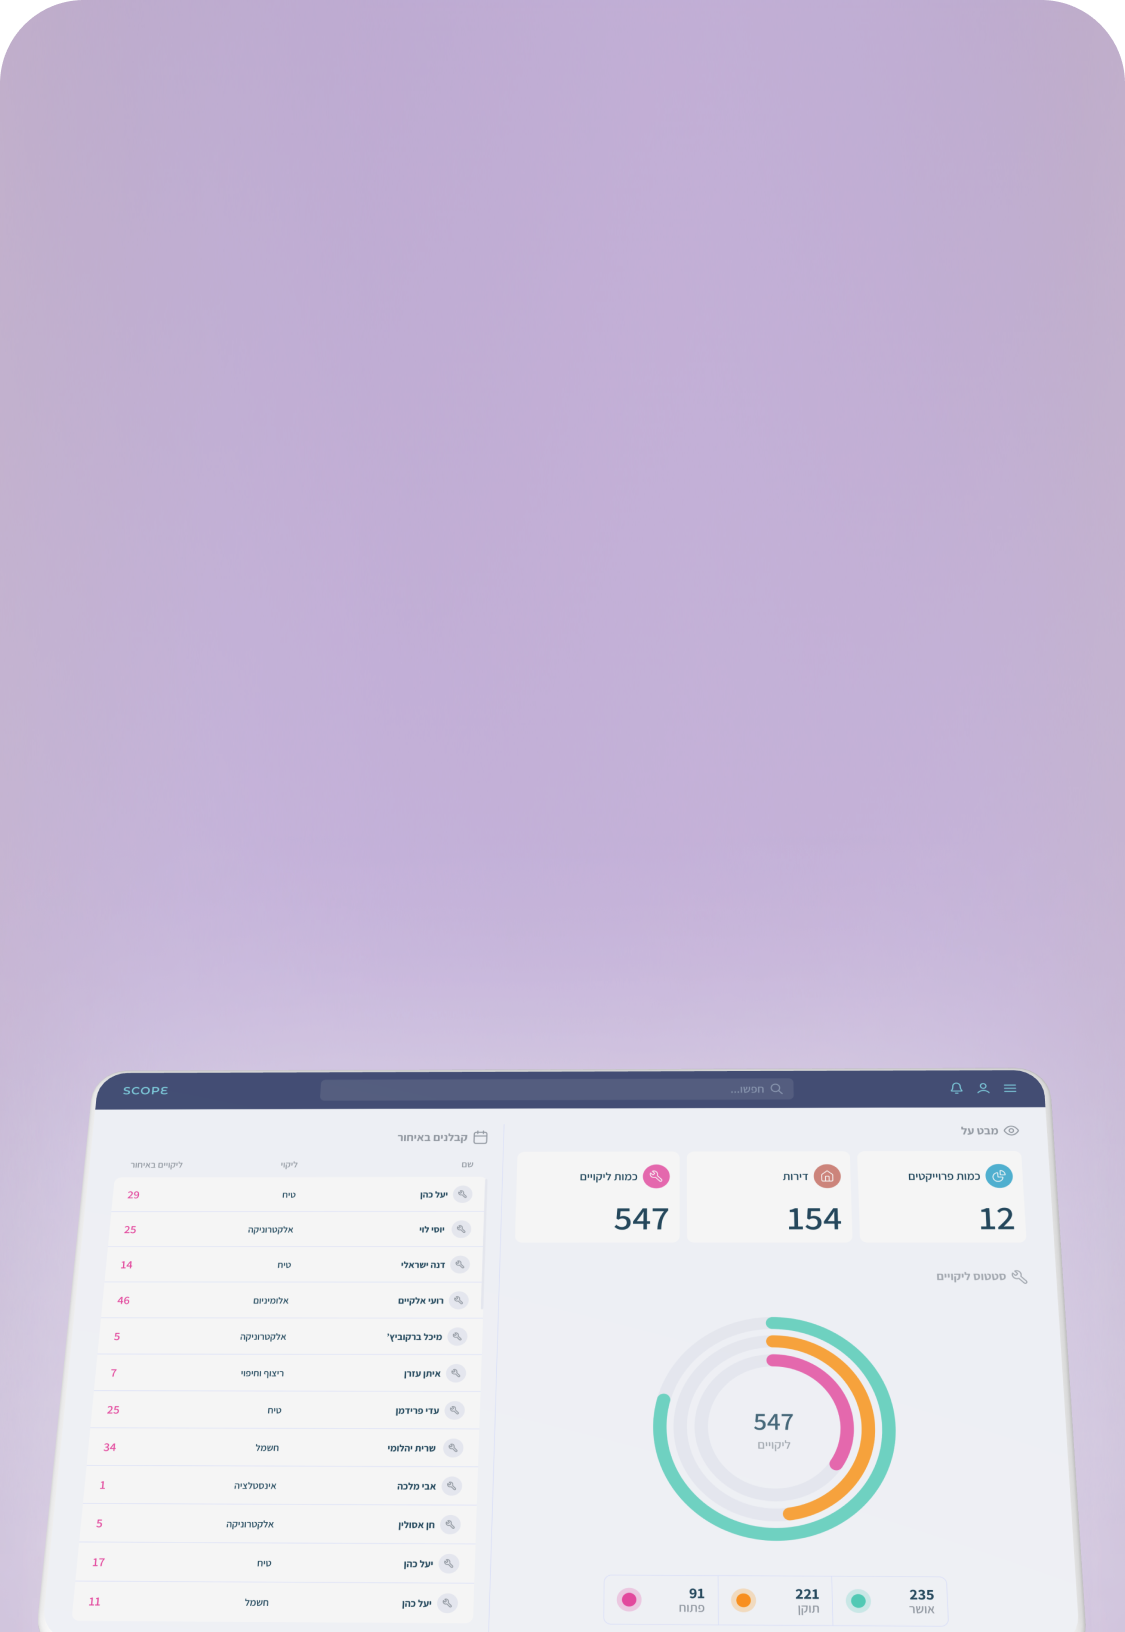 SCOPE
חפשו...
מבט על
כמות פרוייקטים
12
דירות
154
כמות ליקויים
547
סטטוס ליקויים
547
ליקויים
235
אושר
221
תוקן
91
פתוח
קבלנים באיחור
שם ליקוי ליקויים באיחור
יעל כהן טיח 29
יוסי לוי אלקטרוניקה 25
דנה ישראלי טיח 14
רועי אלקיים אלומיניום 46
מיכל ברקוביץ' אלקטרוניקה 5
איתן עזרן ריצוף וחיפוי 7
עדי פרידמן טיח 25
שרית יהלומי חשמל 34
אבי מלכה אינסטלציה 1
חן אסולין אלקטרוניקה 5
יעל כהן טיח 17
יעל כהן חשמל 11